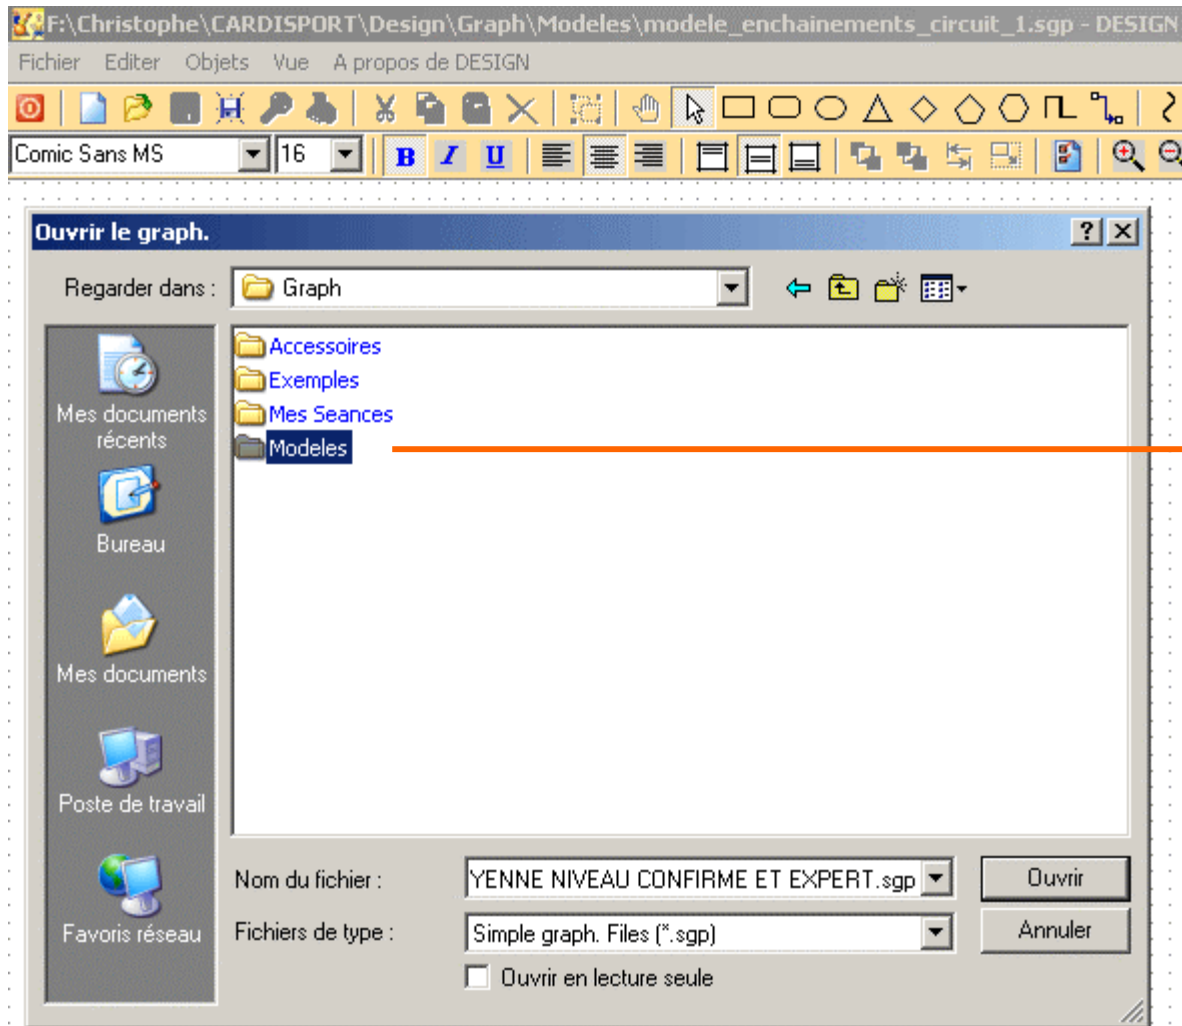 F:\Christophe\CARDISPORT\Design\Graph\Modeles\modele_enchainements_circuit_1.sgp - DESIGN
Fichier Editer Objets Vue A propos de DESIGN
Comic Sans MS 16 B I U
Ouvrir le graph.
Regarder dans : Graph
Accessoires
Exemples
Mes Seances
Modeles
Mes documents
récents
Bureau
Mes documents
Poste de travail
Favoris réseau
Nom du fichier : YENNE NIVEAU CONFIRME ET EXPERT.sgp Ouvrir
Fichiers de type : Simple graph. Files (*.sgp) Annuler
Ouvrir en lecture seule